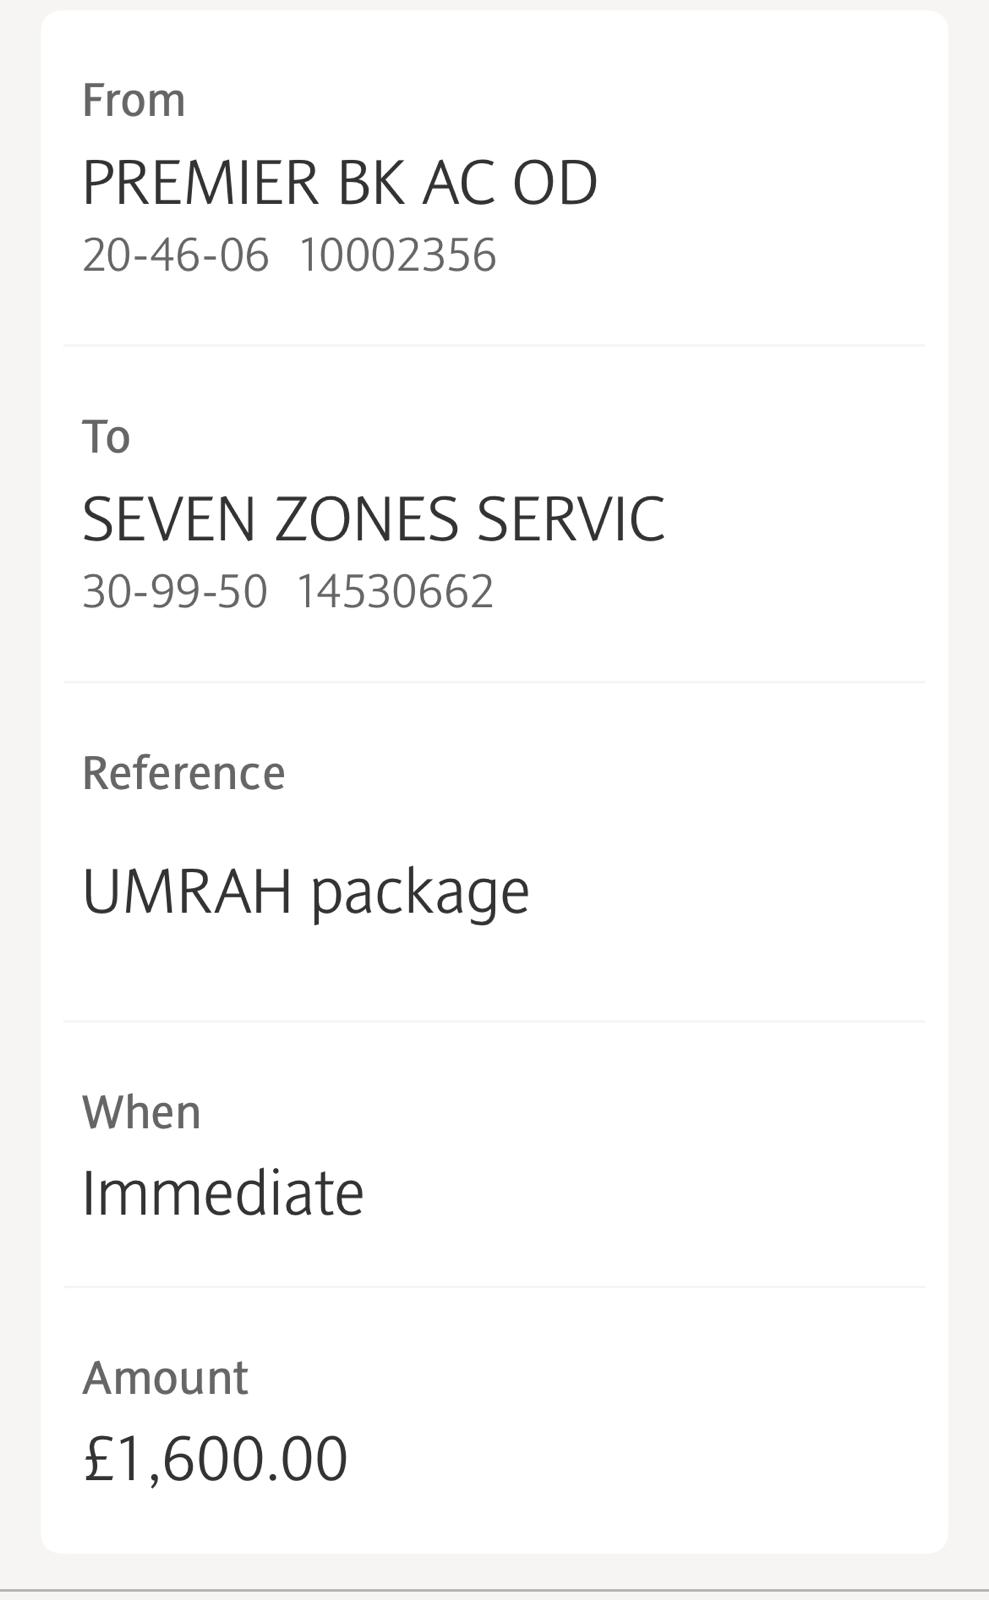 From
PREMIER BK AC OD
20-46-06 10002356
To
SEVEN ZONES SERVIC
30-99-50 14530662
Reference
UMRAH package
When
Immediate
Amount
£1,600.00